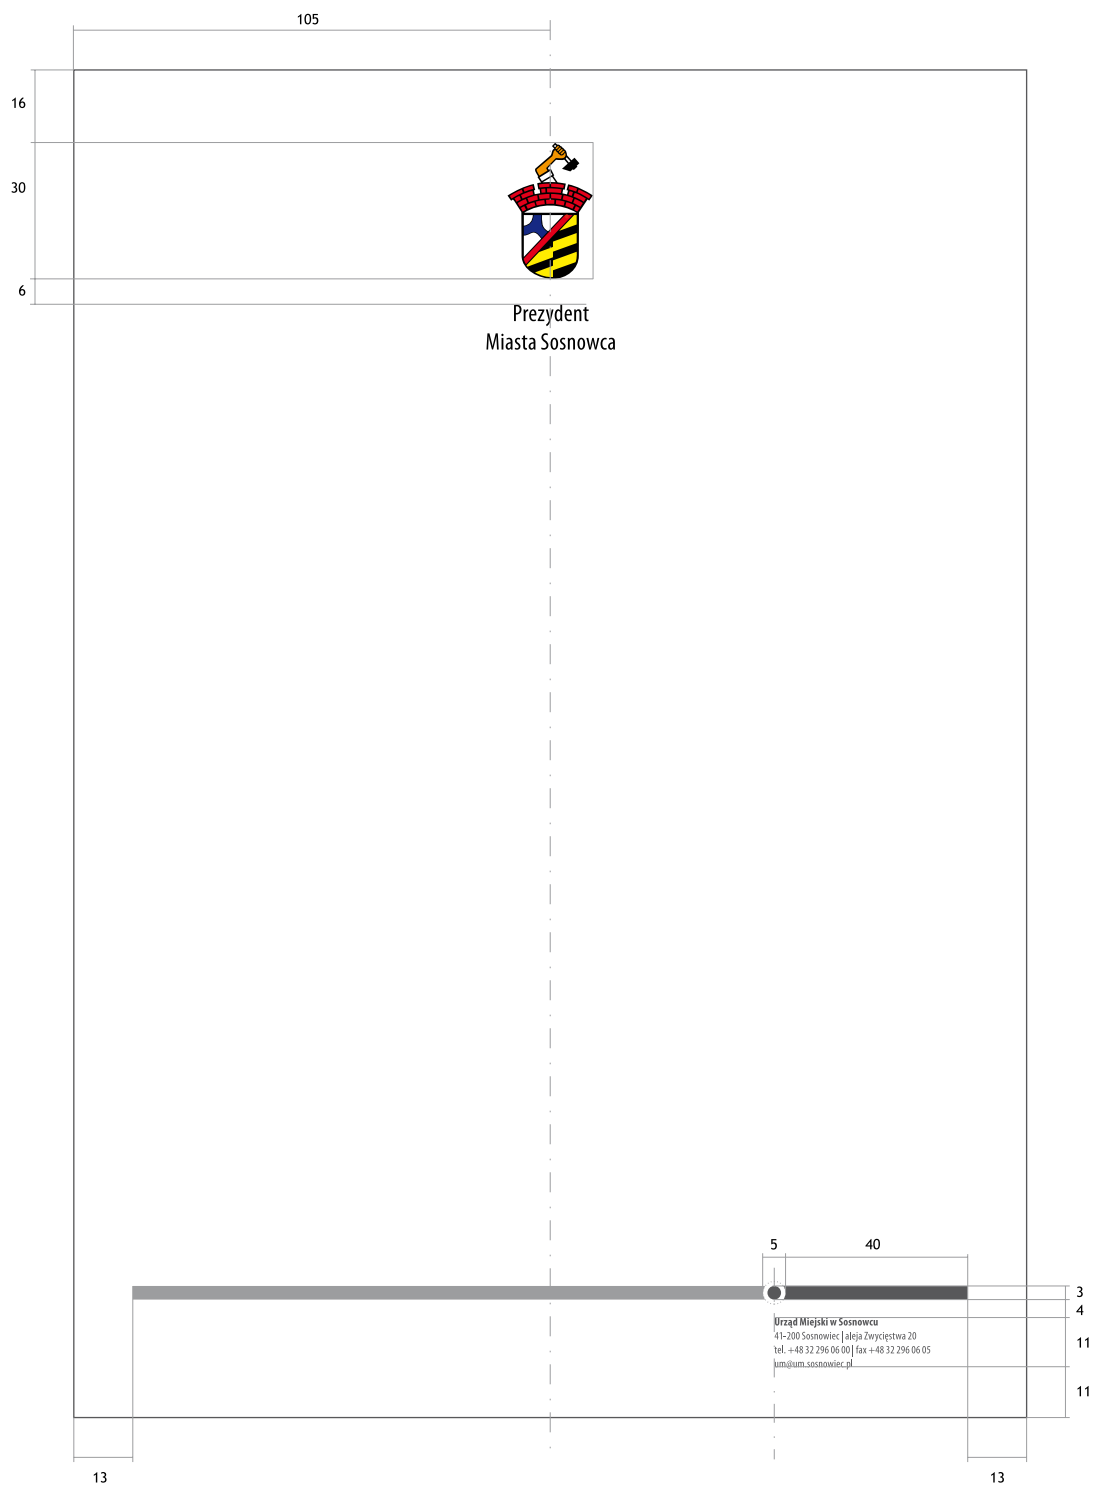 105
16
30
6
Prezydent
Miasta Sosnowca
5
40
3
4
11
11
Urząd Miejski w Sosnowcu
41-200 Sosnowiec | aleja Zwycięstwa 20
tel. +48 32 296 06 00 | fax +48 32 296 06 05
um@um.sosnowiec.pl
13
13